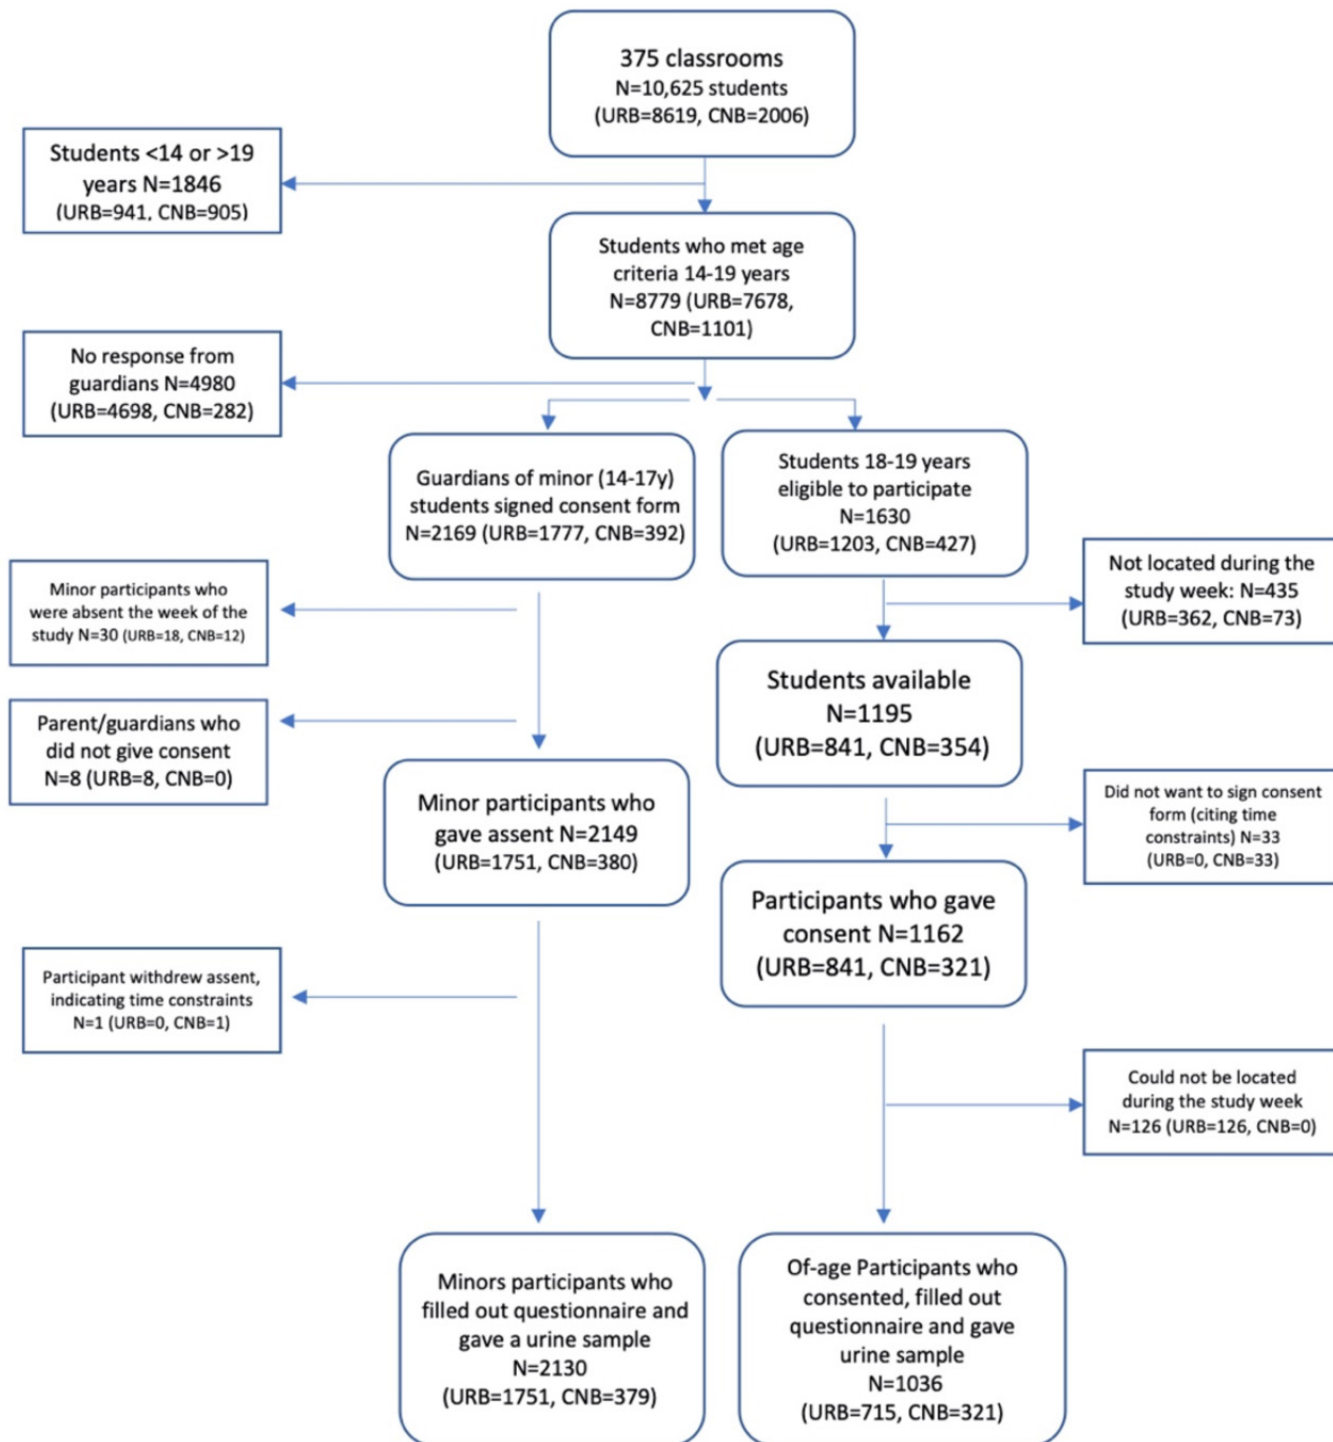 375 classrooms
N=10,625 students
(URB=8619, CNB=2006)
Students <14 or >19
years N=1846
(URB=941, CNB=905)
Students who met age
criteria 14-19 years
N=8779 (URB=7678,
CNB=1101)
No response from
guardians N=4980
(URB=4698, CNB=282)
Guardians of minor (14-17y)
students signed consent form
N=2169 (URB=1777, CNB=392)
Students 18-19 years
eligible to participate
N=1630
(URB=1203, CNB=427)
Not located during the
study week: N=435
(URB=362, CNB=73)
Minor participants who
were absent the week of the
study N=30 (URB=18, CNB=12)
Students available
N=1195
(URB=841, CNB=354)
Parent/guardians who
did not give consent
N=8 (URB=8, CNB=0)
Minor participants who
gave assent N=2149
(URB=1751, CNB=380)
Did not want to sign consent
form (citing time
constraints) N=33
(URB=0, CNB=33)
Participants who gave
consent N=1162
(URB=841, CNB=321)
Participant withdrew assent,
indicating time constraints
N=1 (URB=0, CNB=1)
Could not be located
during the study week
N=126 (URB=126, CNB=0)
Minors participants who
filled out questionnaire and
gave a urine sample
N=2130
(URB=1751, CNB=379)
Of-age Participants who
consented, filled out
questionnaire and gave
urine sample
N=1036
(URB=715, CNB=321)